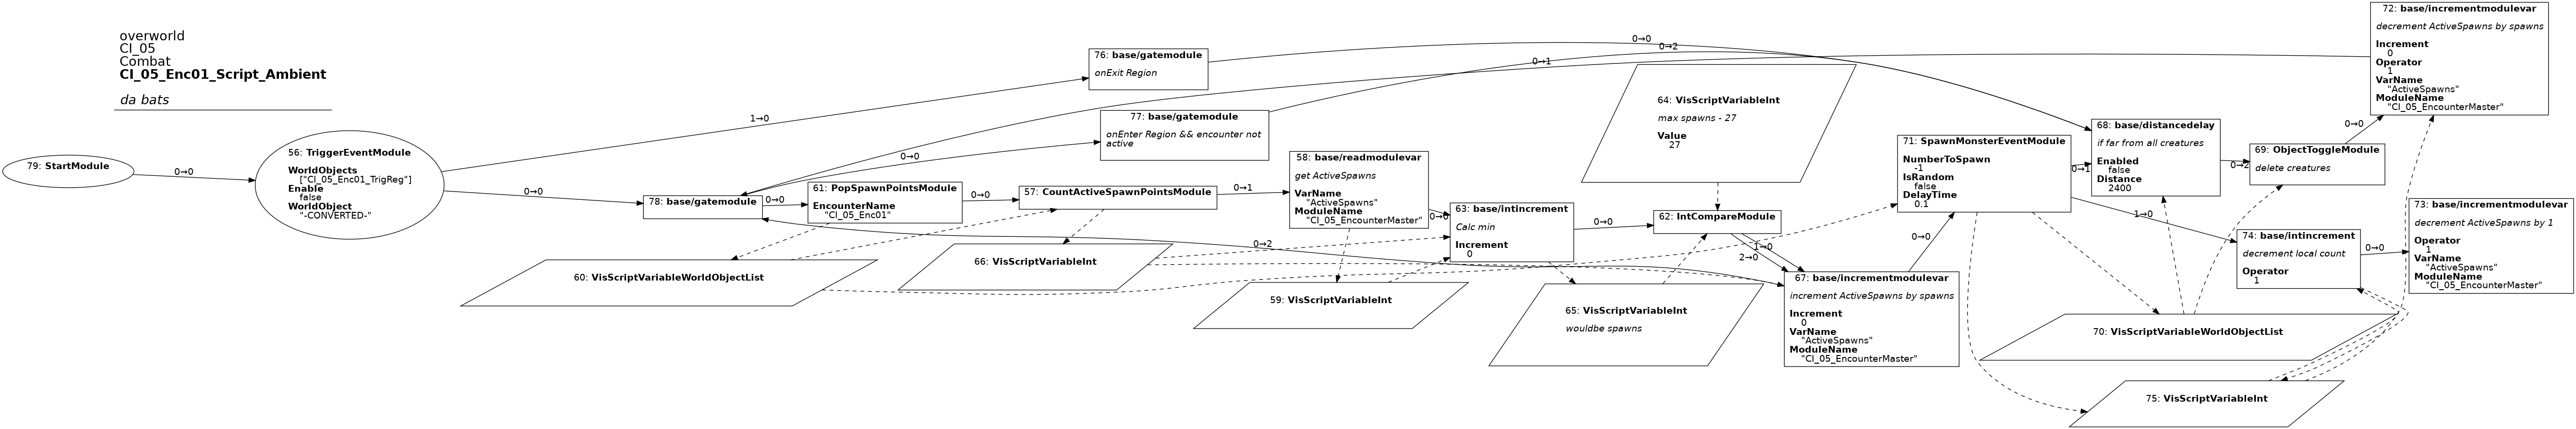 overworld
CI_05
Combat
CI_05_Enc01_Script_Ambient
da bats
79: StartModule
0→0
56: TriggerEventModule
WorldObjects
["CI_05_Enc01_TrigReg"]
Enable
false
WorldObject
"-CONVERTED-"
1→0
0→0
76: base/gatemodule
onExit Region
0→0
77: base/gatemodule
onEnter Region && encounter not
active
0→0
0→2
0→1
78: base/gatemodule
0→0
61: PopSpawnPointsModule
EncounterName
"CI_05_Enc01"
0→0
57: CountActiveSpawnPointsModule
0→1
60: VisScriptVariableWorldObjectList
66: VisScriptVariableInt
0→2
58: base/readmodulevar
get ActiveSpawns
VarName
"ActiveSpawns"
ModuleName
"CI_05_EncounterMaster"
0→0
59: VisScriptVariableInt
63: base/intincrement
Calc min
Increment
0
0→0
64: VisScriptVariableInt
max spawns - 27
Value
27
62: IntCompareModule
1→0
2→0
65: VisScriptVariableInt
wouldbe spawns
67: base/incrementmodulevar
increment ActiveSpawns by spawns
Increment
0
VarName
"ActiveSpawns"
ModuleName
"CI_05_EncounterMaster"
0→0
71: SpawnMonsterEventModule
NumberToSpawn
-1
IsRandom
false
DelayTime
0.1
0→1
1→0
68: base/distancedelay
if far from all creatures
Enabled
false
Distance
2400
0→2
69: ObjectToggleModule
delete creatures
0→0
72: base/incrementmodulevar
decrement ActiveSpawns by spawns
Increment
0
Operator
1
VarName
"ActiveSpawns"
ModuleName
"CI_05_EncounterMaster"
74: base/intincrement
decrement local count
Operator
1
0→0
73: base/incrementmodulevar
decrement ActiveSpawns by 1
Operator
1
VarName
"ActiveSpawns"
ModuleName
"CI_05_EncounterMaster"
70: VisScriptVariableWorldObjectList
75: VisScriptVariableInt